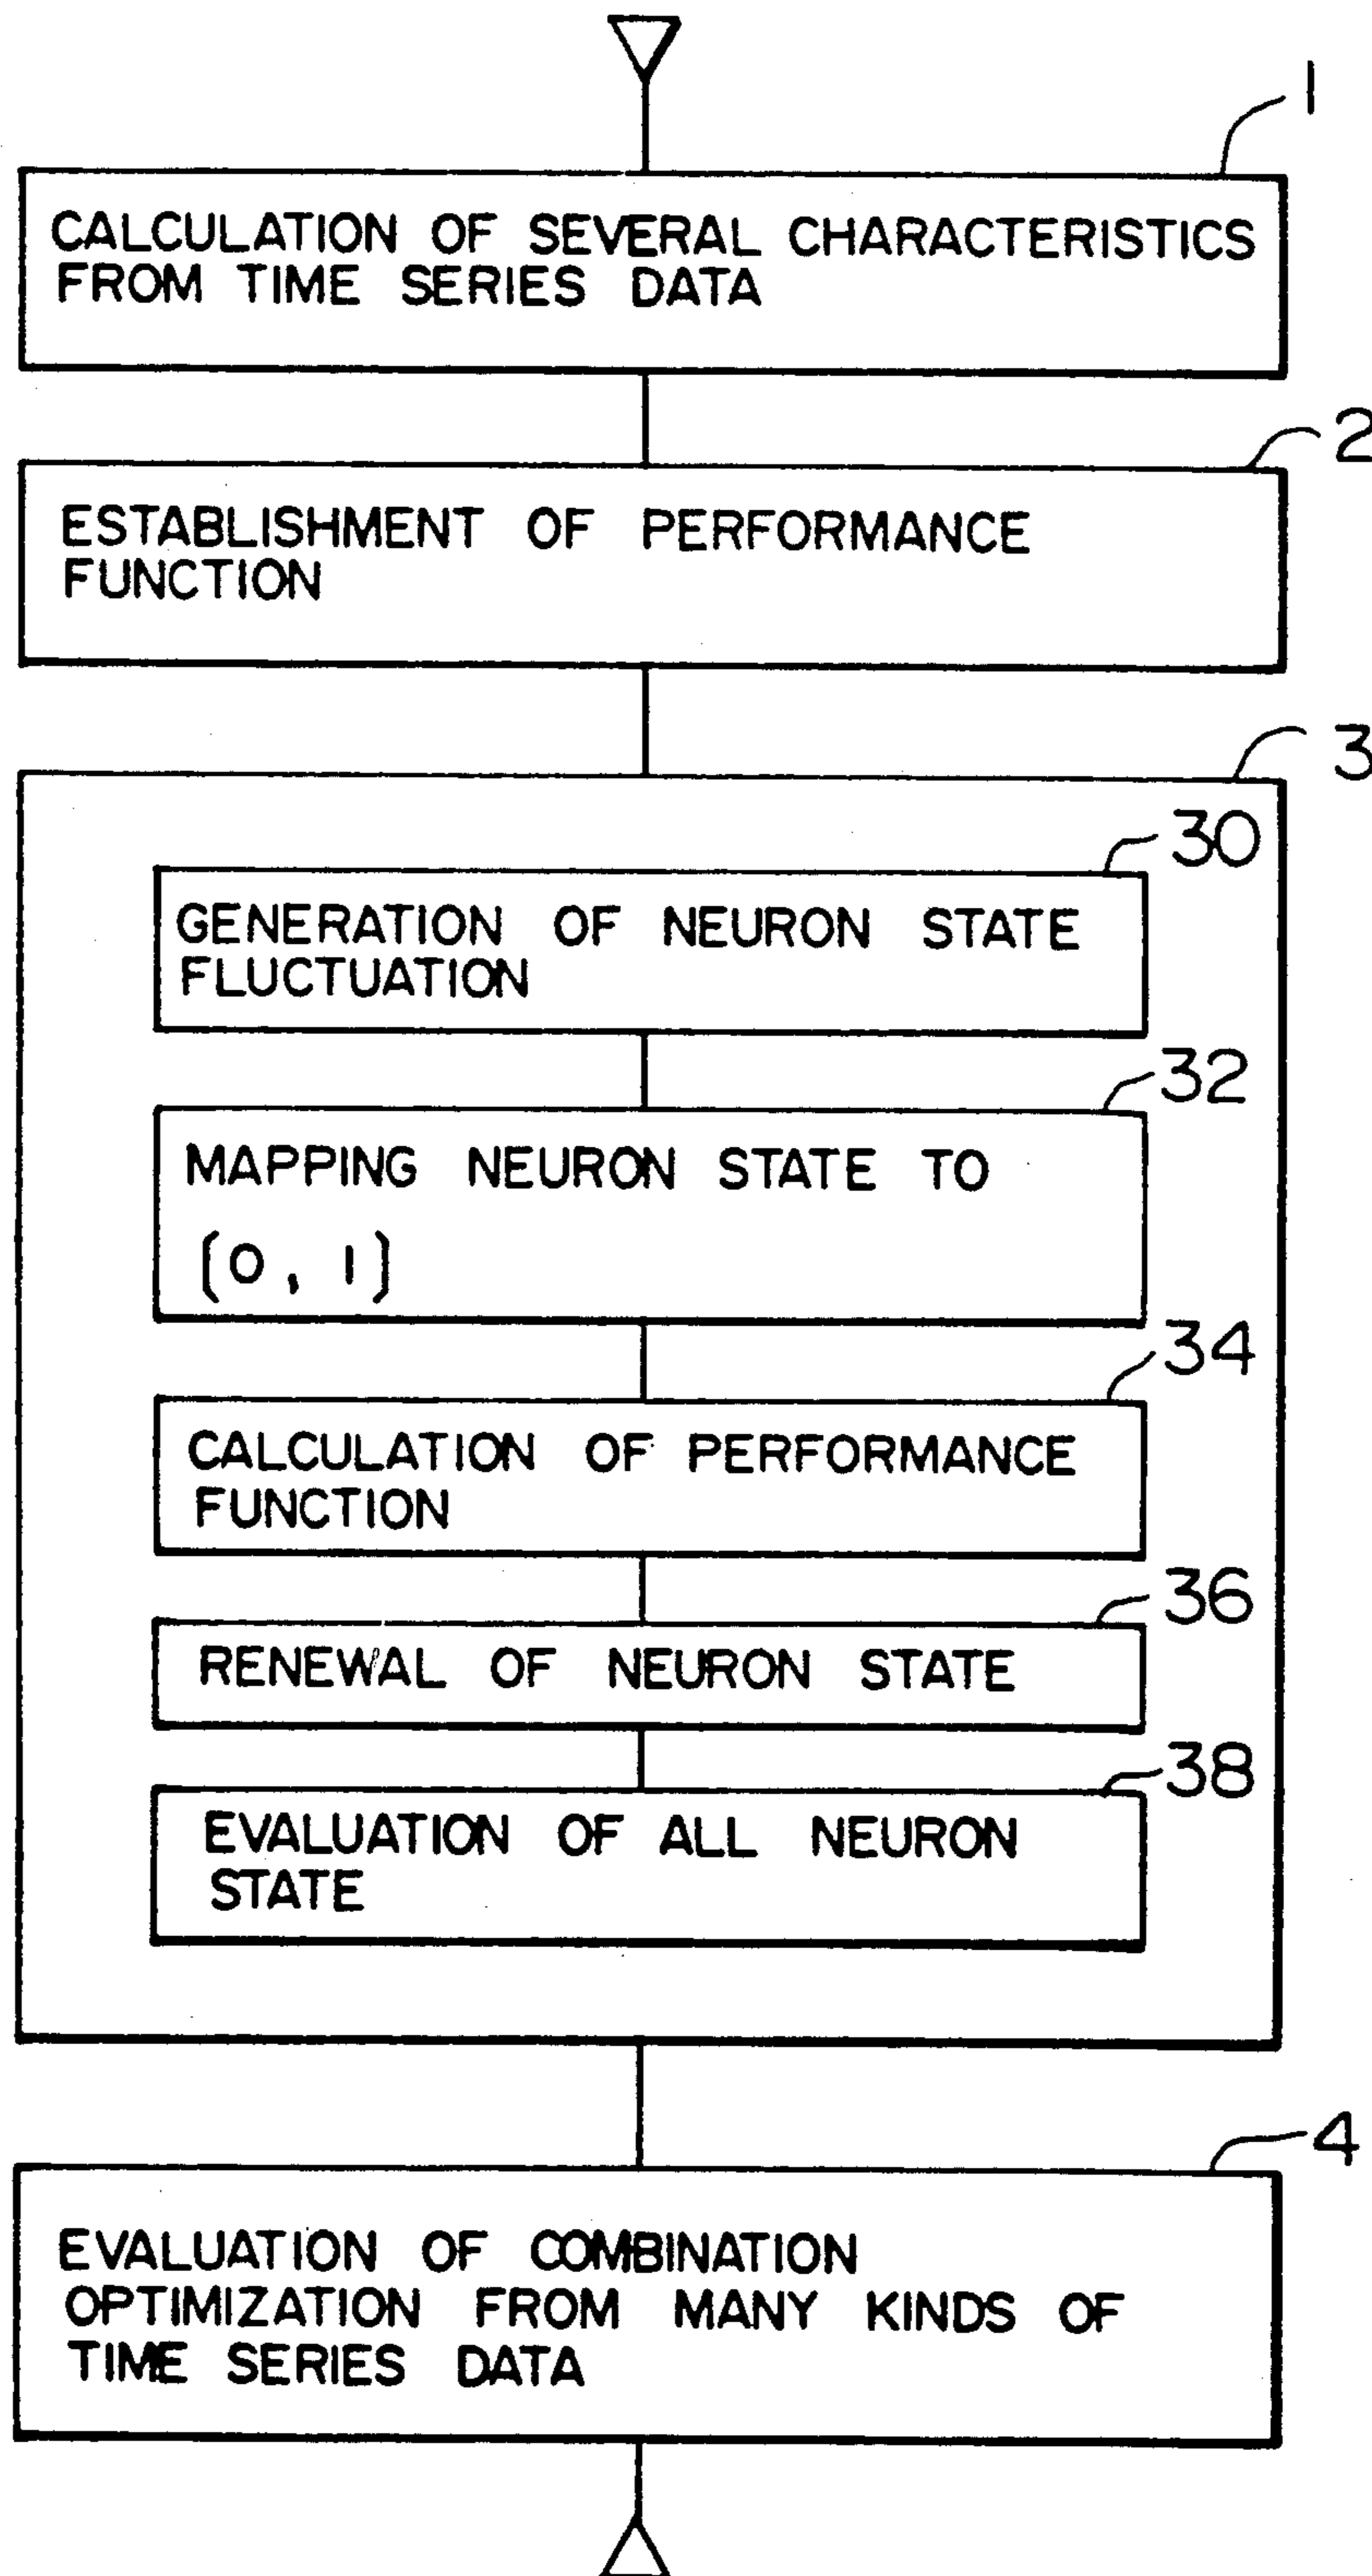 1
CALCULATION OF SEVERAL CHARACTERISTICS
FROM TIME SERIES DATA
2
ESTABLISHMENT OF PERFORMANCE
FUNCTION
3
30
GENERATION OF NEURON STATE
FLUCTUATION
32
MAPPING NEURON STATE TO
[0, 1]
34
CALCULATION OF PERFORMANCE
FUNCTION
36
RENEWAL OF NEURON STATE
38
EVALUATION OF ALL NEURON
STATE
4
EVALUATION OF COMBINATION
OPTIMIZATION FROM MANY KINDS OF
TIME SERIES DATA